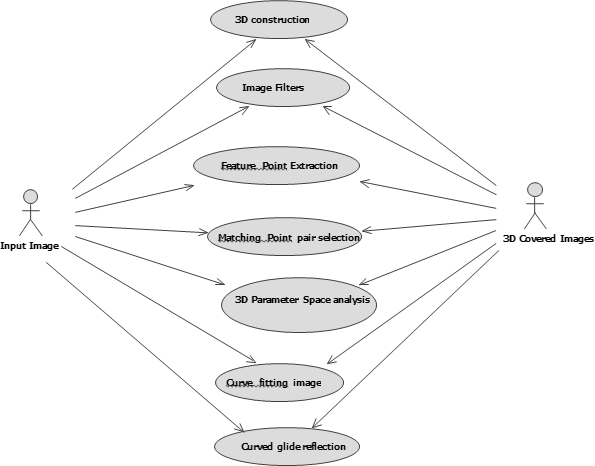 3D construction
Image Filters
Feature Point Extraction
Matching Point pair selection
Input Image
3D Covered Images
3D Parameter Space analysis
Curve fitting image
Curved glide reflection